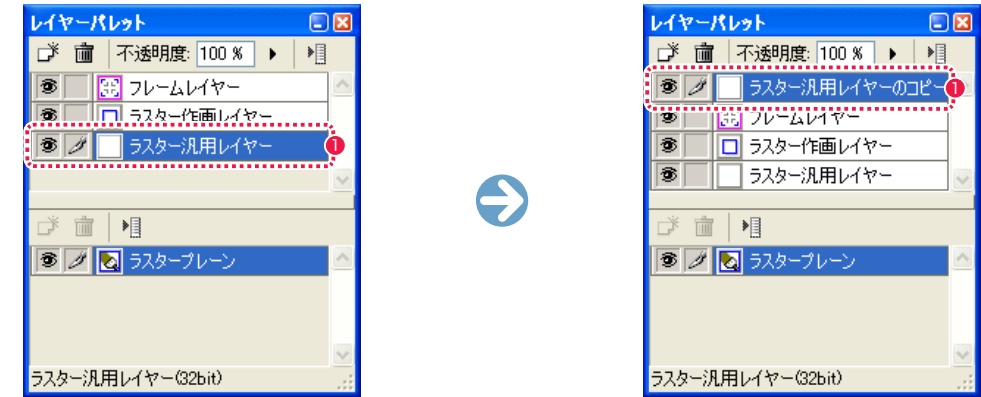 レイヤーパレット
不透明度: 100 %
フレームレイヤー
ラスター作画レイヤー
ラスター汎用レイヤー
1
ラスタープレーン
ラスター汎用レイヤー(32bit)
レイヤーパレット
不透明度: 100 %
ラスター汎用レイヤーのコピー
1
フレームレイヤー
ラスター作画レイヤー
ラスター汎用レイヤー
ラスタープレーン
ラスター汎用レイヤー(32bit)